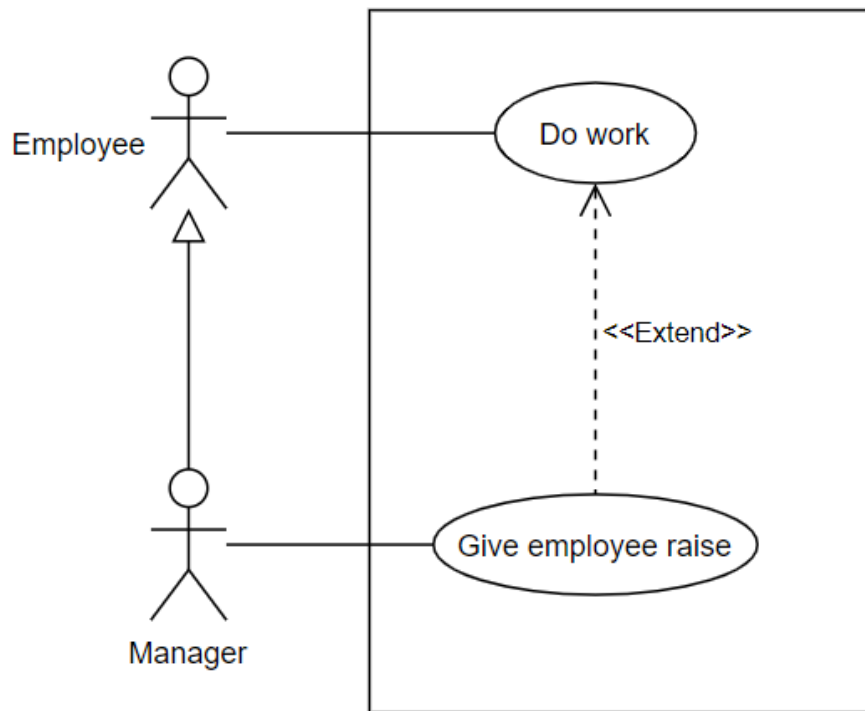 Do work
Employee
<<Extend>>
Give employee raise
Manager